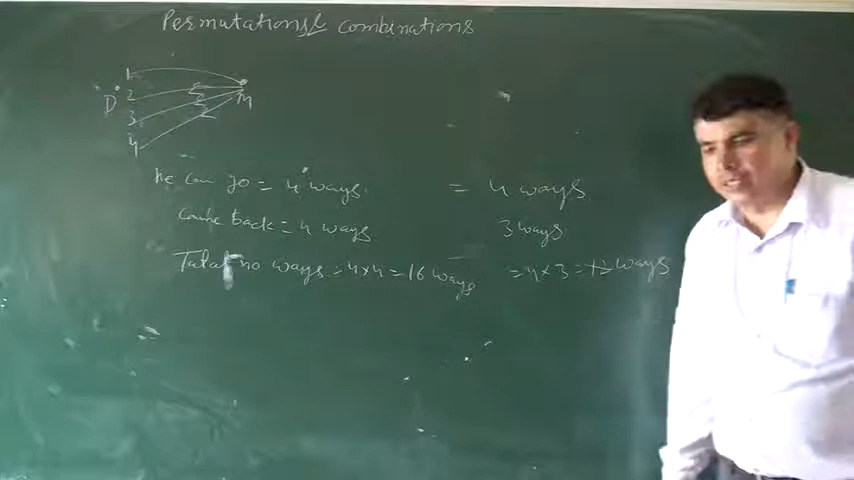 Permutations & combinations
1
D 2 M
3
4
he can go = 4 ways. = 4 ways.
come back = 4 ways 3 ways
Total no ways = 4×4 = 16 ways = 4×3 = 12 ways